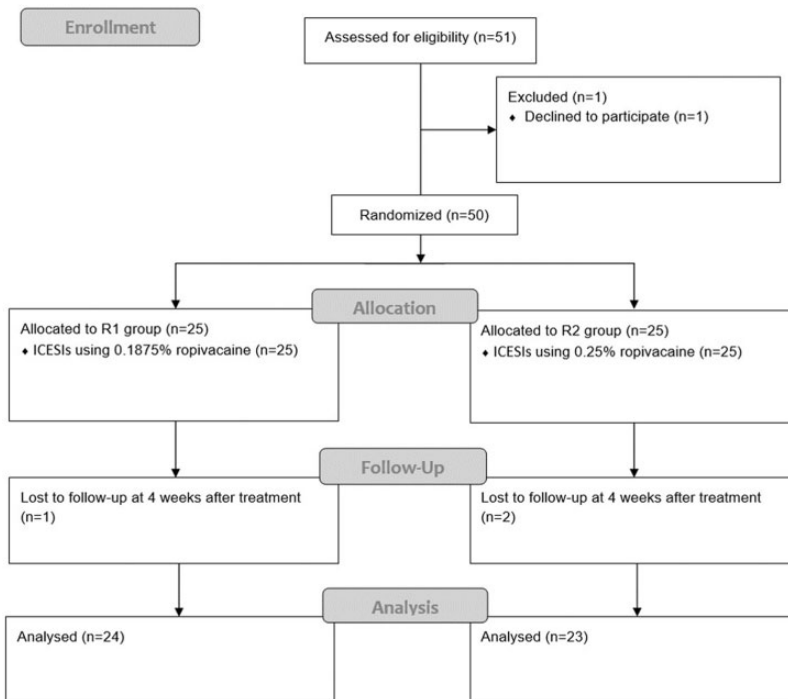 Enrollment
Assessed for eligibility (n=51)
Excluded (n=1)
♦ Declined to participate (n=1)
Randomized (n=50)
Allocation
Allocated to R1 group (n=25)
♦ ICESIs using 0.1875% ropivacaine (n=25)
Allocated to R2 group (n=25)
♦ ICESIs using 0.25% ropivacaine (n=25)
Follow-Up
Lost to follow-up at 4 weeks after treatment
(n=1)
Lost to follow-up at 4 weeks after treatment
(n=2)
Analysis
Analysed (n=24)
Analysed (n=23)